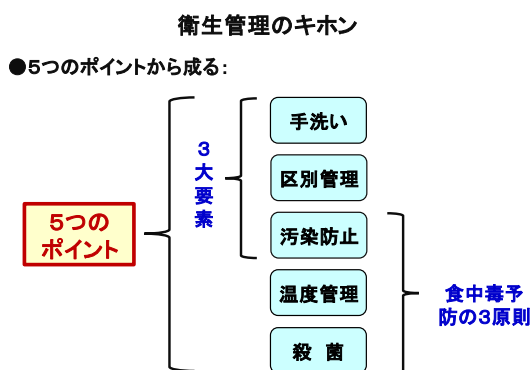 衛生管理のキホン
●５つのポイントから成る：
手洗い
３大要素
区別管理
５つの
ポイント
汚染防止
温度管理
食中毒予
防の３原則
殺　菌